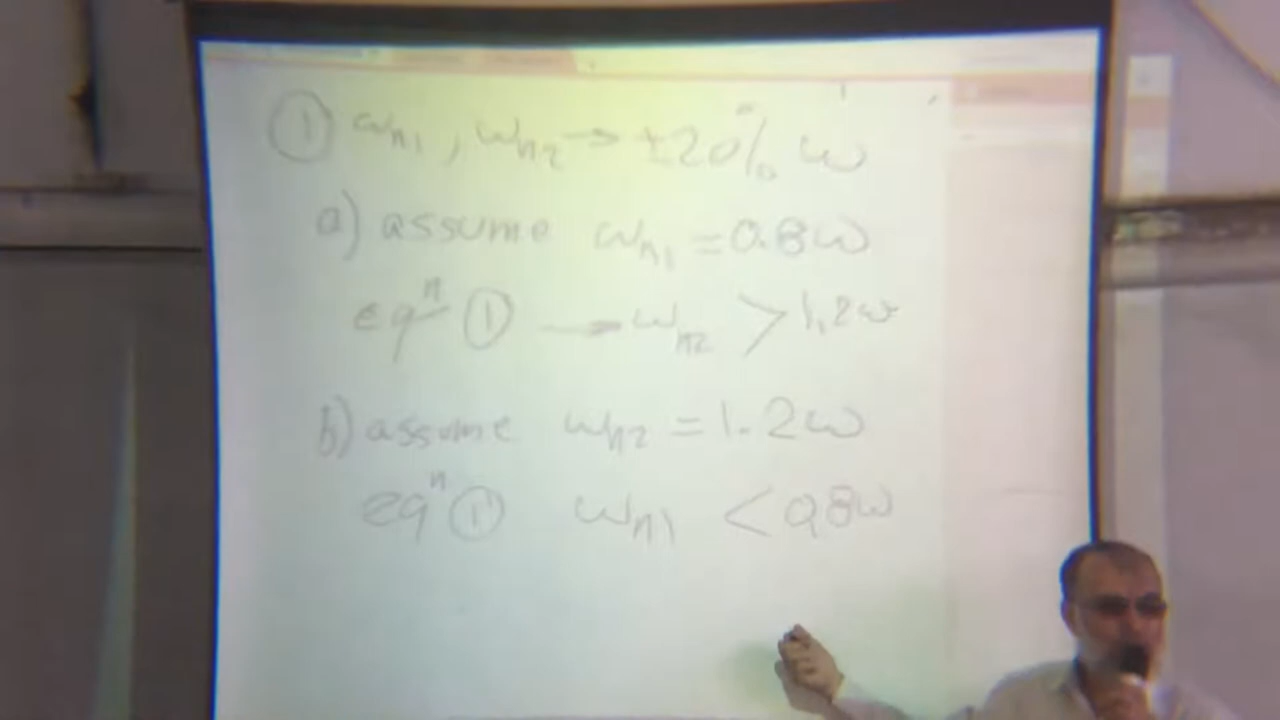 ① ωn1, ωn2 → ±20% ω
a) assume ωn1 = 0.8ω
eqn ① → ωn2 > 1.2ω
b) assume ωn2 = 1.2ω
eqn ① ωn1 < 0.8ω